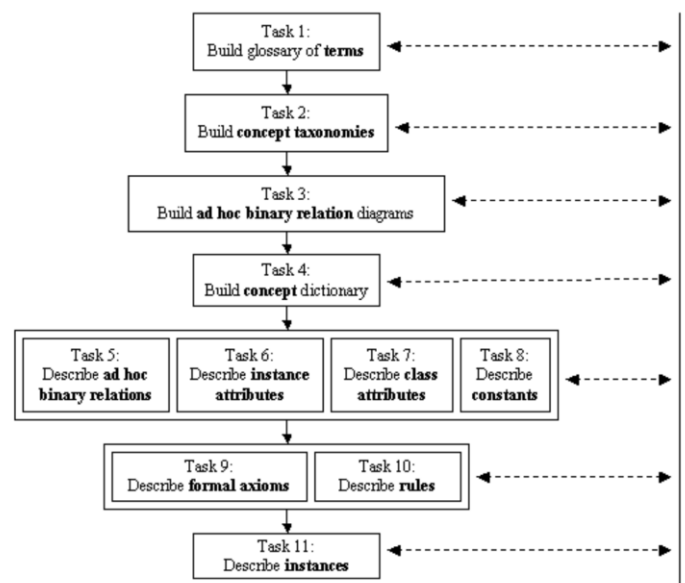 Task 1:
Build glossary of terms
Task 2:
Build concept taxonomies
Task 3:
Build ad hoc binary relation diagrams
Task 4:
Build concept dictionary
Task 5:
Describe ad hoc
binary relations
Task 6:
Describe instance
attributes
Task 7:
Describe class
attributes
Task 8:
Describe
constants
Task 9:
Describe formal axioms
Task 10:
Describe rules
Task 11:
Describe instances